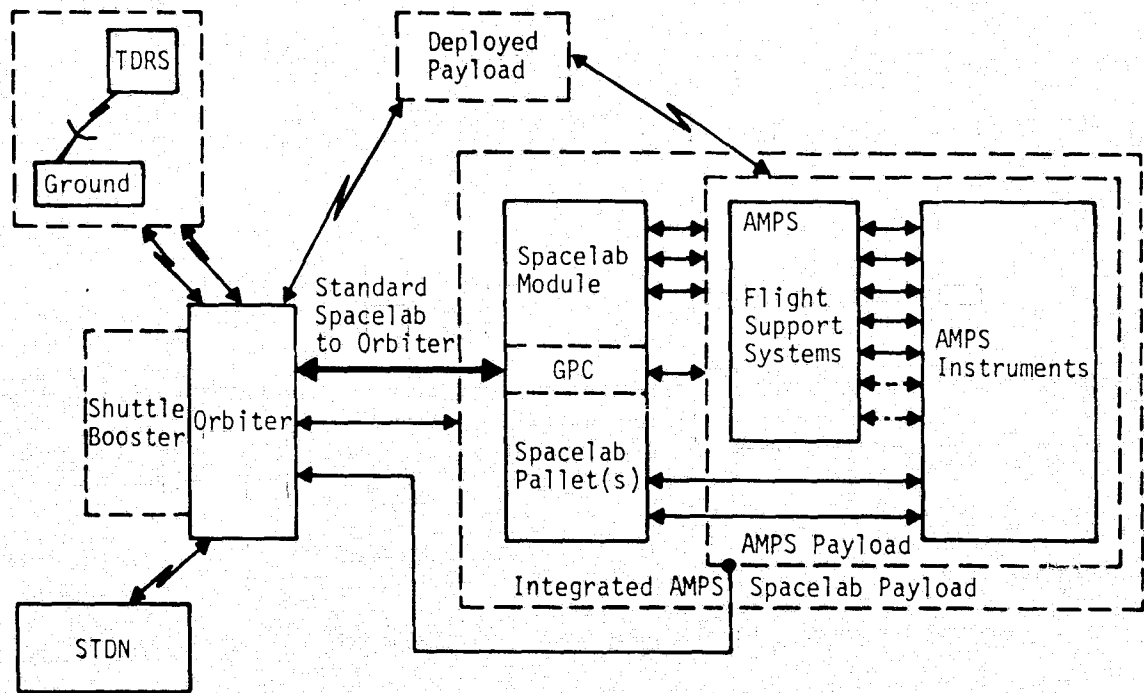 TDRS
Ground
Deployed
Payload
Standard
Spacelab
to Orbiter
Shuttle
Booster
Orbiter
STDN
Spacelab
Module
GPC
Spacelab
Pallet(s)
AMPS
Flight
Support
Systems
AMPS
Instruments
AMPS Payload
Integrated AMPS Spacelab Payload